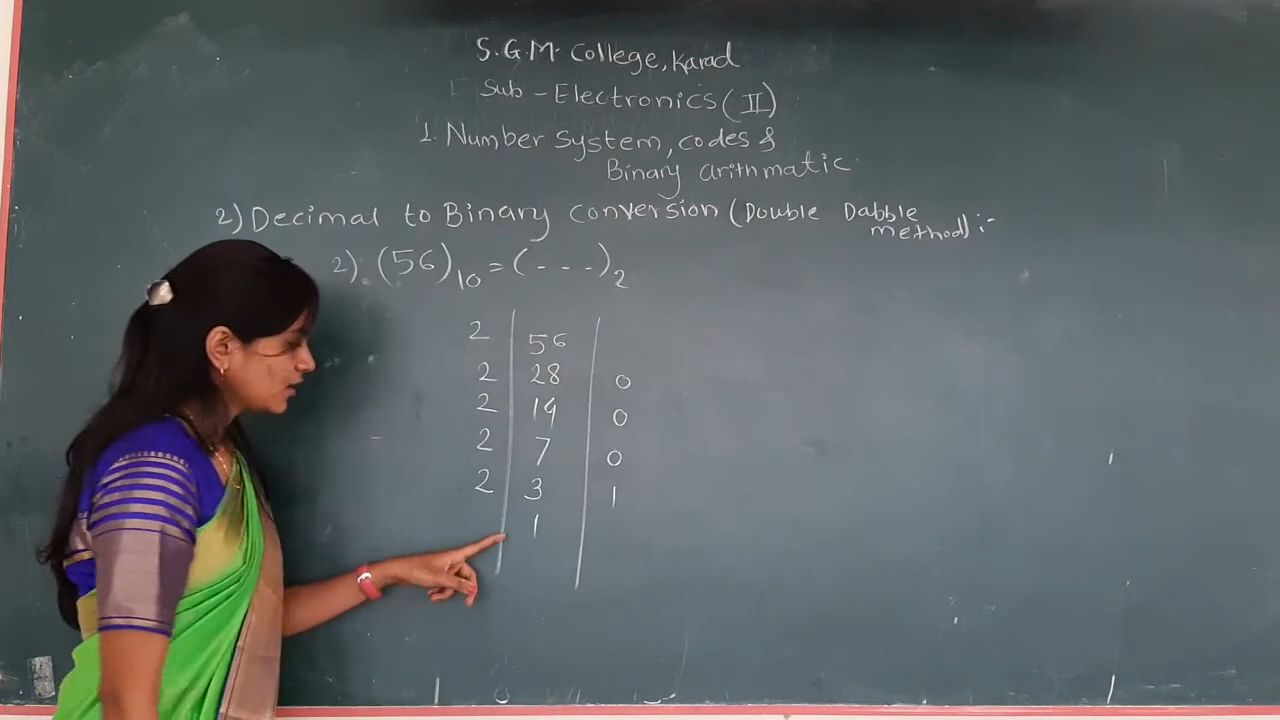 S.G.M. College, Karad
Sub - Electronics (II)
1. Number System, codes &
Binary arithmatic.
2) Decimal to Binary conversion (Double Dabble
method) :-
2). (56)10 = (- - -)2
2 | 56 |
2 | 28 | 0
2 | 14 | 0
2 | 7 | 0
2 | 3 | 1
1